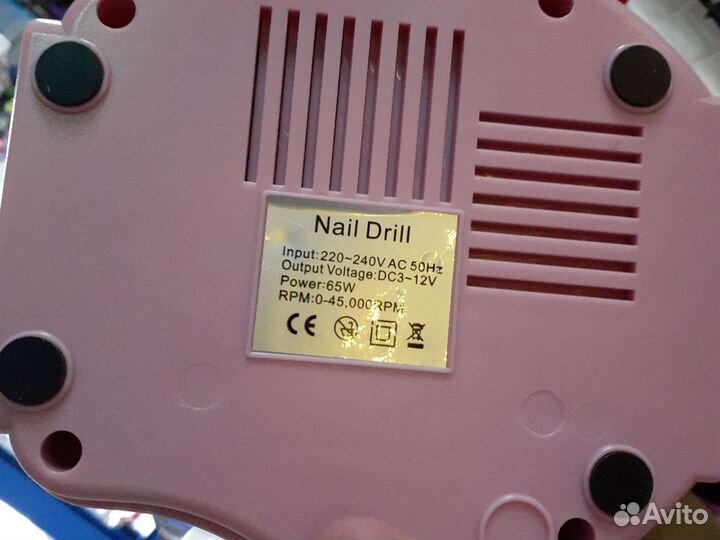 Nail Drill
Input:220~240V AC 50Hz
Output Voltage:DC3~12V
Power:65W
RPM:0-45,000RPM
CE
Avito